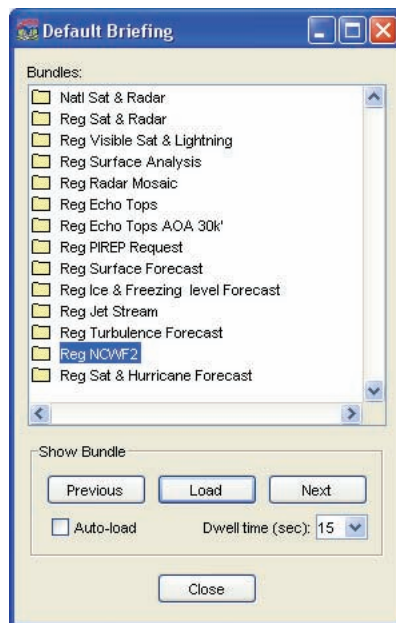 Default Briefing
Bundles:
Natl Sat & Radar
Reg Sat & Radar
Reg Visible Sat & Lightning
Reg Surface Analysis
Reg Radar Mosaic
Reg Echo Tops
Reg Echo Tops AOA 30k'
Reg PIREP Request
Reg Surface Forecast
Reg Ice & Freezing level Forecast
Reg Jet Stream
Reg Turbulence Forecast
Reg NCWF2
Reg Sat & Hurricane Forecast
Show Bundle
Previous Load Next
Auto-load Dwell time (sec): 15
Close